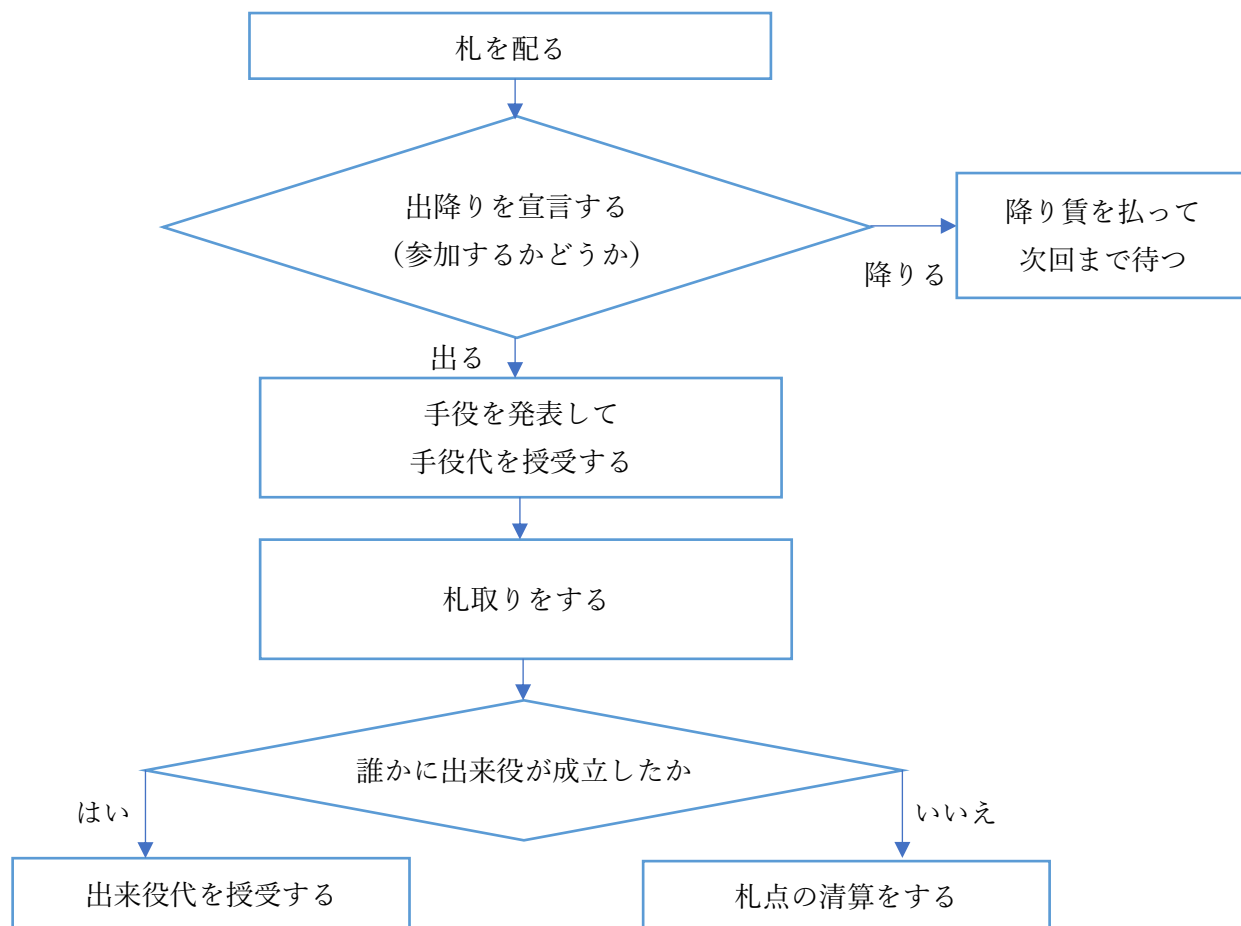 札を配る
出降りを宣言する
（参加するかどうか）
降り賃を払って
次回まで待つ
降りる
出る
手役を発表して
手役代を授受する
札取りをする
誰かに出来役が成立したか
はい
いいえ
出来役代を授受する
札点の清算をする